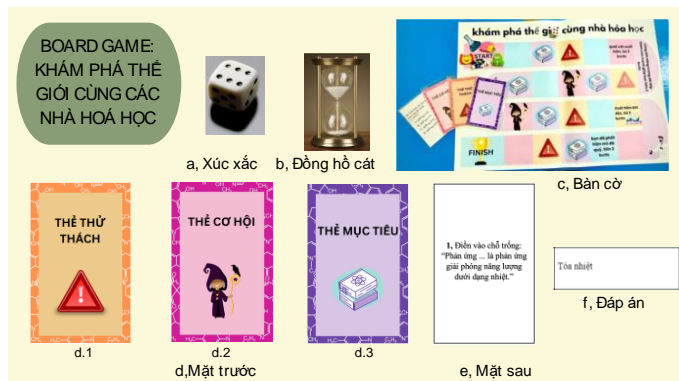 BOARD GAME:
KHÁM PHÁ THẾ
GIỚI CÙNG CÁC
NHÀ HOÁ HỌC
a, Xúc xắc
b, Đồng hồ cát
khám phá thế giới cùng nhà hóa học
START
THẺ MỤC TIÊU
FINISH
c, Bàn cờ
THẺ THỬ
THÁCH
d.1
THẺ CƠ HỘI
d.2
THẺ MỤC TIÊU
d.3
d,Mặt trước
1, Điền vào chỗ trống:
“Phản ứng ... là phản ứng
giải phóng năng lượng
dưới dạng nhiệt.”
e, Mặt sau
Tỏa nhiệt
f, Đáp án